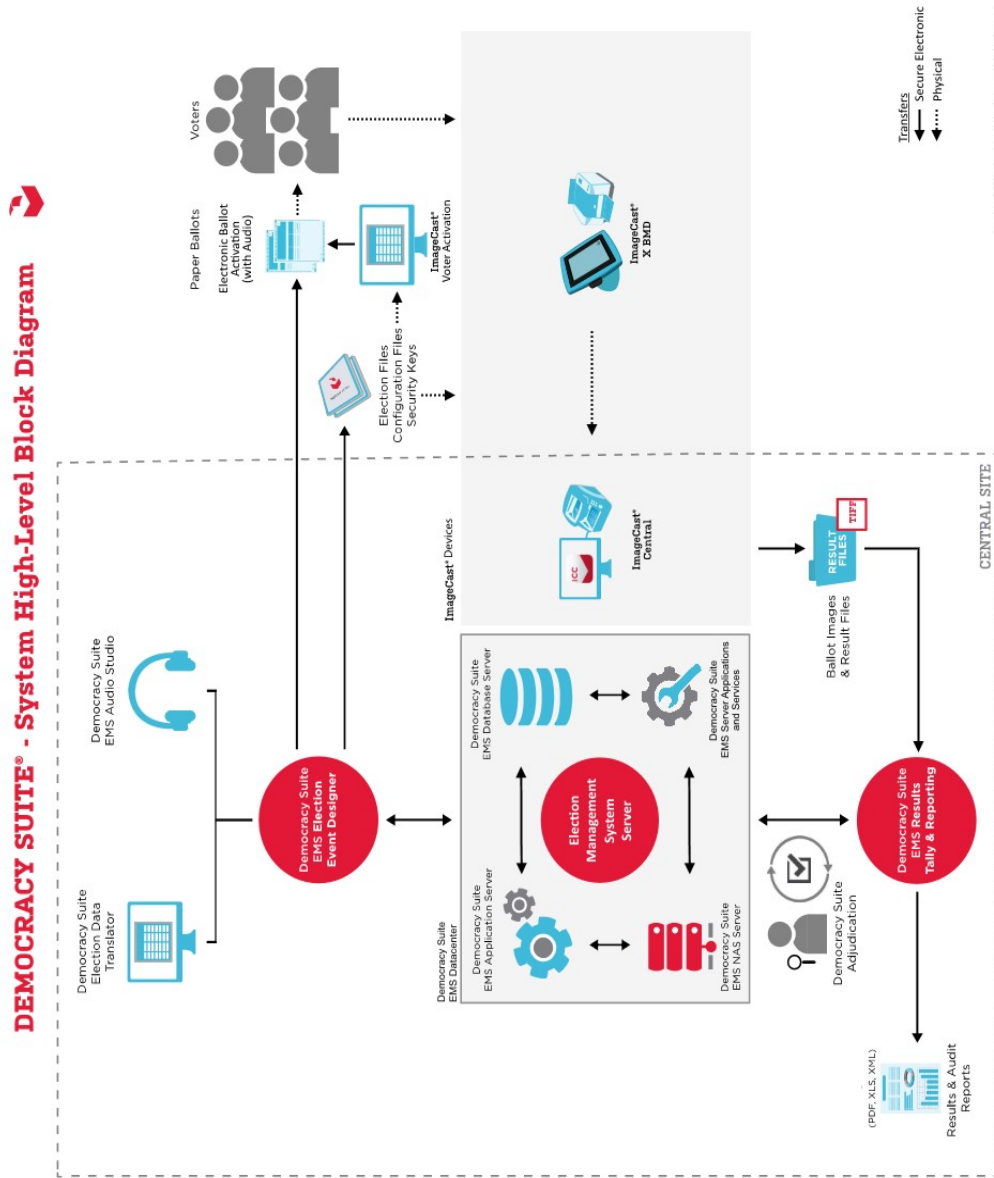 DEMOCRACY SUITE® - System High-Level Block Diagram
Democracy Suite
Election Data
Translator
Democracy Suite
EMS Audio Studio
Democracy Suite
EMS Election
Event Designer
Paper Ballots
Electronic Ballot
Activation
(with Audio)
Voters
ImageCast®
Voter Activation
Election Files
Configuration Files
Security Keys
Democracy Suite
EMS Datacenter
Democracy Suite
EMS Application Server
Democracy Suite
EMS Database Server
Election
Management
System
Server
Democracy Suite
EMS NAS Server
Democracy Suite
EMS Server Applications
and Services
ImageCast® Devices
ICC
ImageCast®
Central
ImageCast®
X BMD
Democracy Suite
Adjudication
Ballot Images
& Result Files
RESULT
FILES
TIFF
Democracy Suite
EMS Results
Tally & Reporting
(PDF, XLS, XML)
Results & Audit
Reports
CENTRAL SITE
Transfers
Secure Electronic
Physical